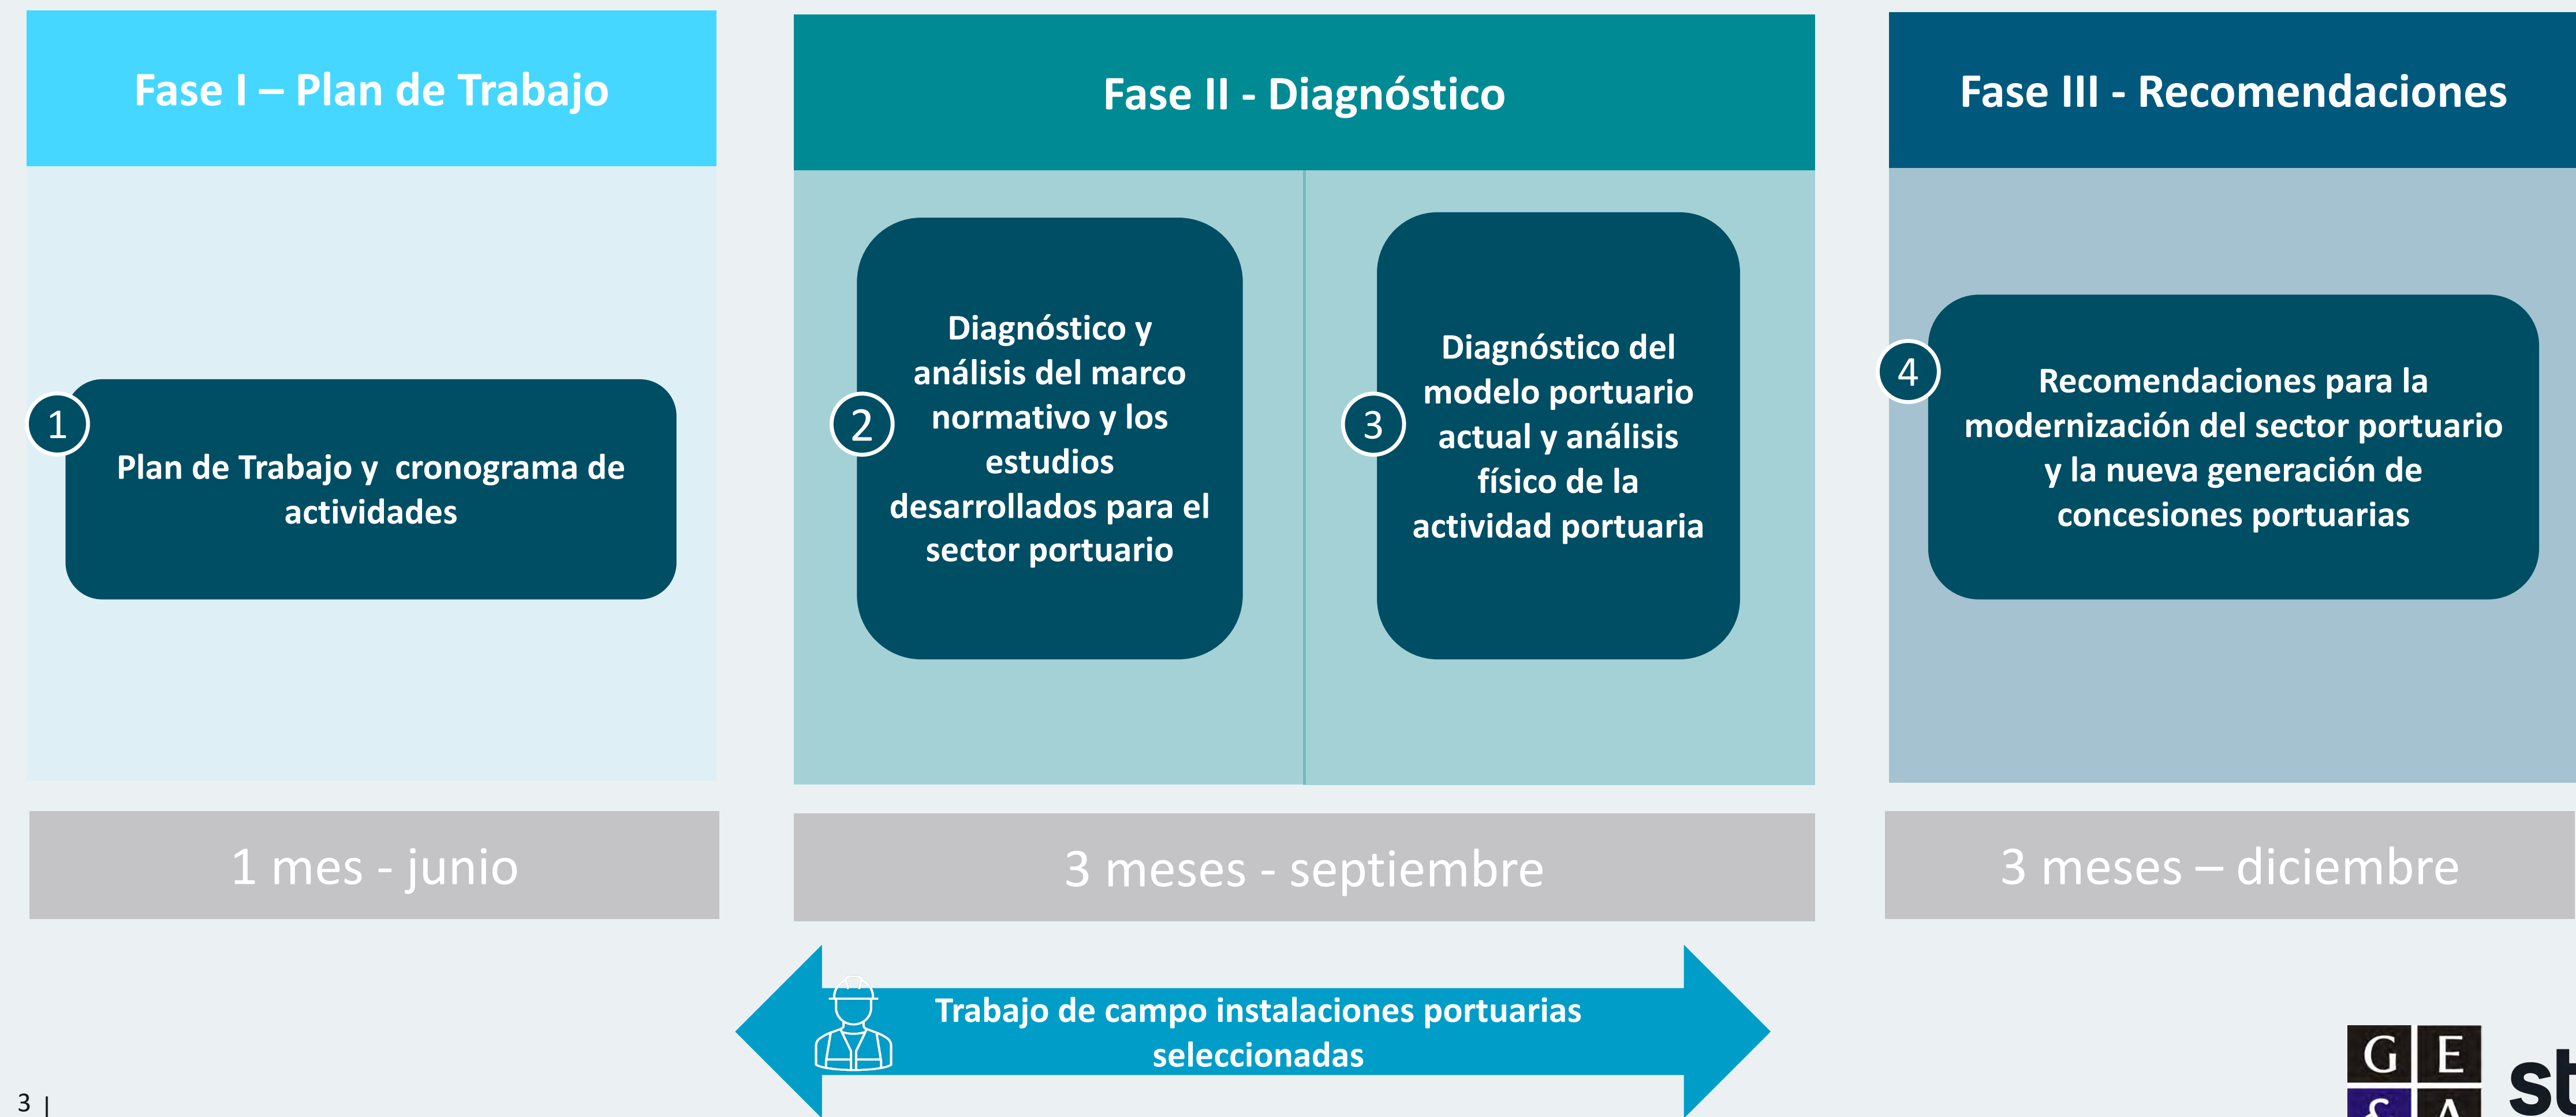 Fase I – Plan de Trabajo
1
Plan de Trabajo y  cronograma de
actividades
1 mes - junio
Fase II - Diagnóstico
2
Diagnóstico y
análisis del marco
normativo y los
estudios
desarrollados para el
sector portuario
3
Diagnóstico del
modelo portuario
actual y análisis
físico de la
actividad portuaria
3 meses - septiembre
Trabajo de campo instalaciones portuarias
seleccionadas
Fase III - Recomendaciones
4
Recomendaciones para la
modernización del sector portuario
y la nueva generación de
concesiones portuarias
3 meses – diciembre
3 |
G E
& A